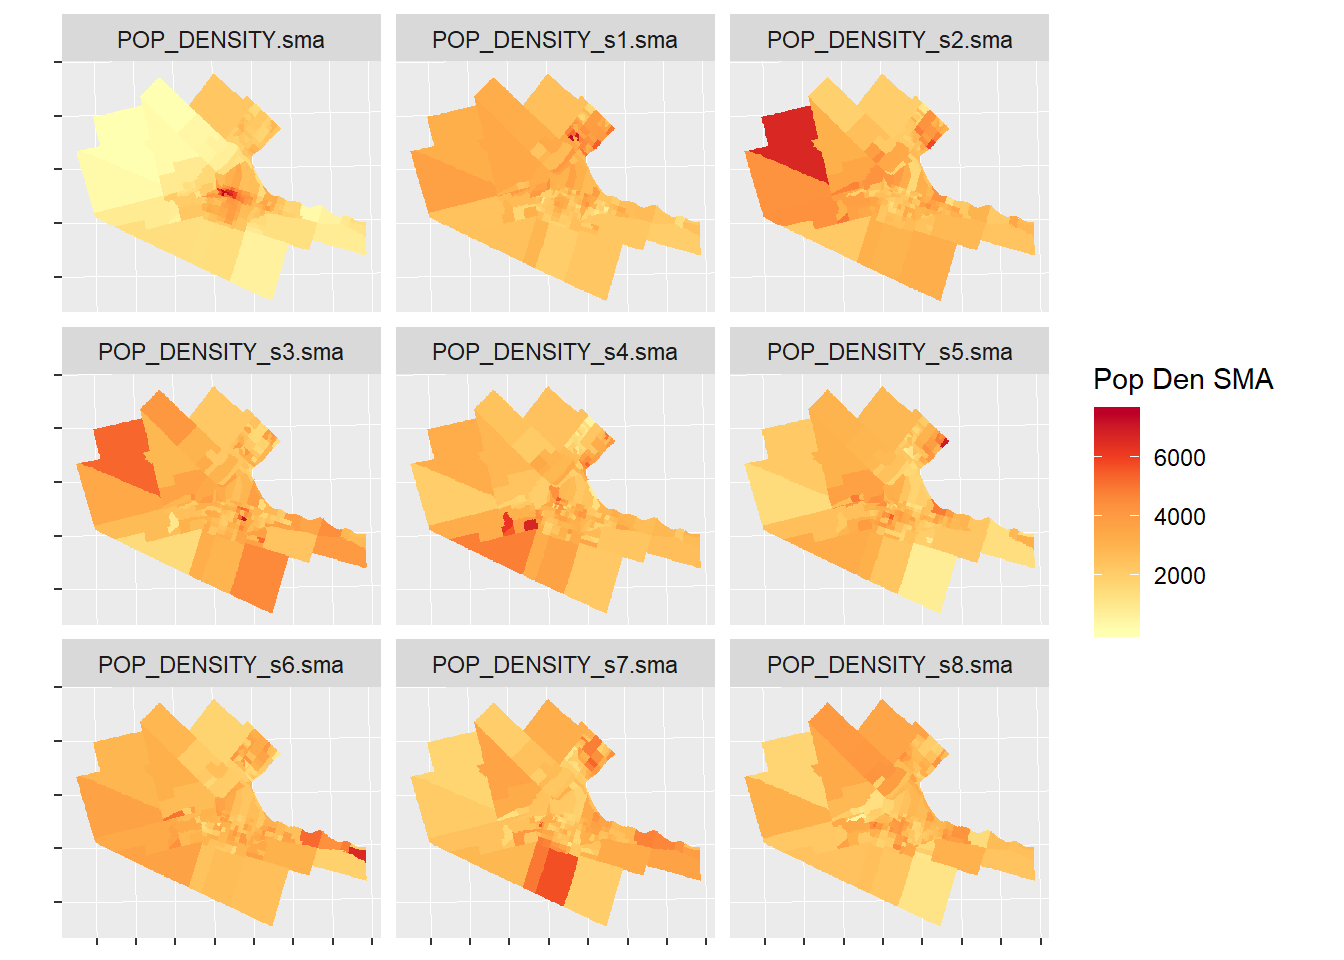 POP_DENSITY.sma
POP_DENSITY_s1.sma
POP_DENSITY_s2.sma
POP_DENSITY_s3.sma
POP_DENSITY_s4.sma
POP_DENSITY_s5.sma
Pop Den SMA
6000
4000
2000
POP_DENSITY_s6.sma
POP_DENSITY_s7.sma
POP_DENSITY_s8.sma